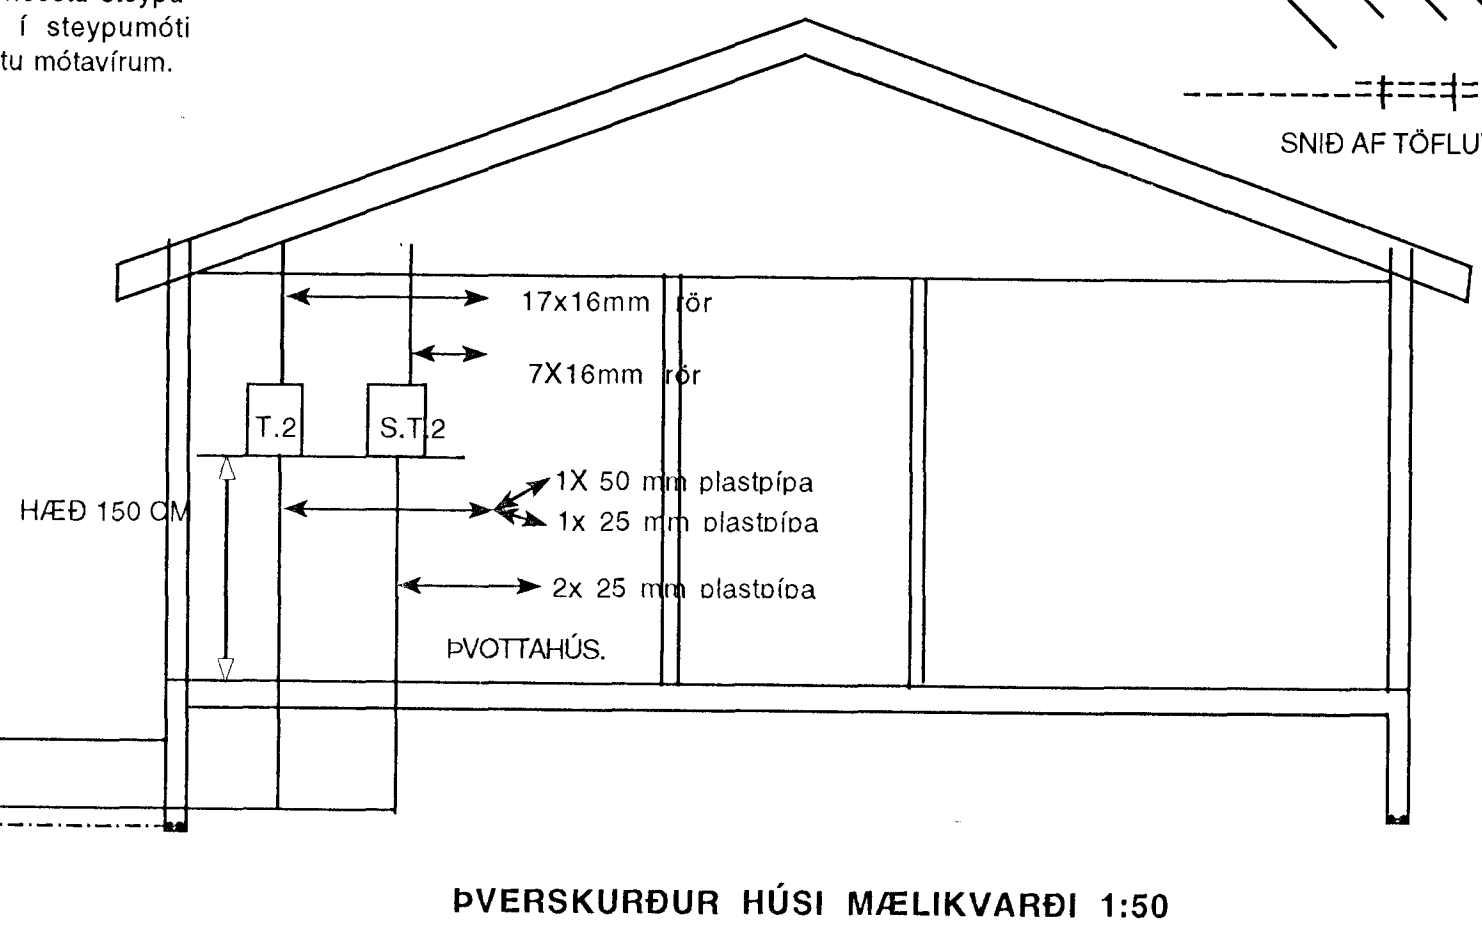 í steypumóti
tu mótavírum.
SNIÐ AF TÖFLU
17x16mm rör
7X16mm rör
T.2
S.T.2
1X 50 mm plastpípa
HÆÐ 150 CM
1x 25 mm plastpípa
2x 25 mm plastpípa
ÞVOTTAHÚS.
ÞVERSKURÐUR HÚSI MÆLIKVARÐI 1:50